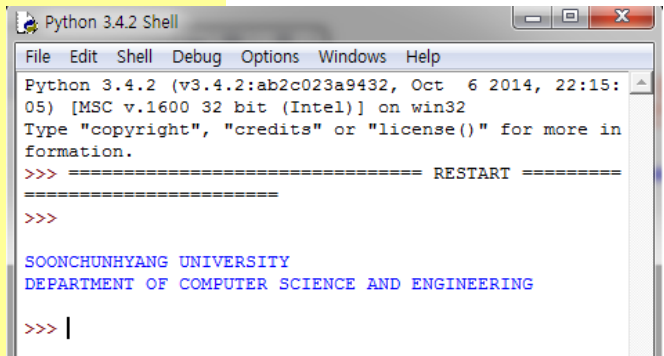 Python 3.4.2 Shell
File Edit Shell Debug Options Windows Help
Python 3.4.2 (v3.4.2:ab2c023a9432, Oct  6 2014, 22:15:
05) [MSC v.1600 32 bit (Intel)] on win32
Type "copyright", "credits" or "license()" for more in
formation.
>>> ================================ RESTART =========
=======================
>>>
SOONCHUNHYANG UNIVERSITY
DEPARTMENT OF COMPUTER SCIENCE AND ENGINEERING
>>>